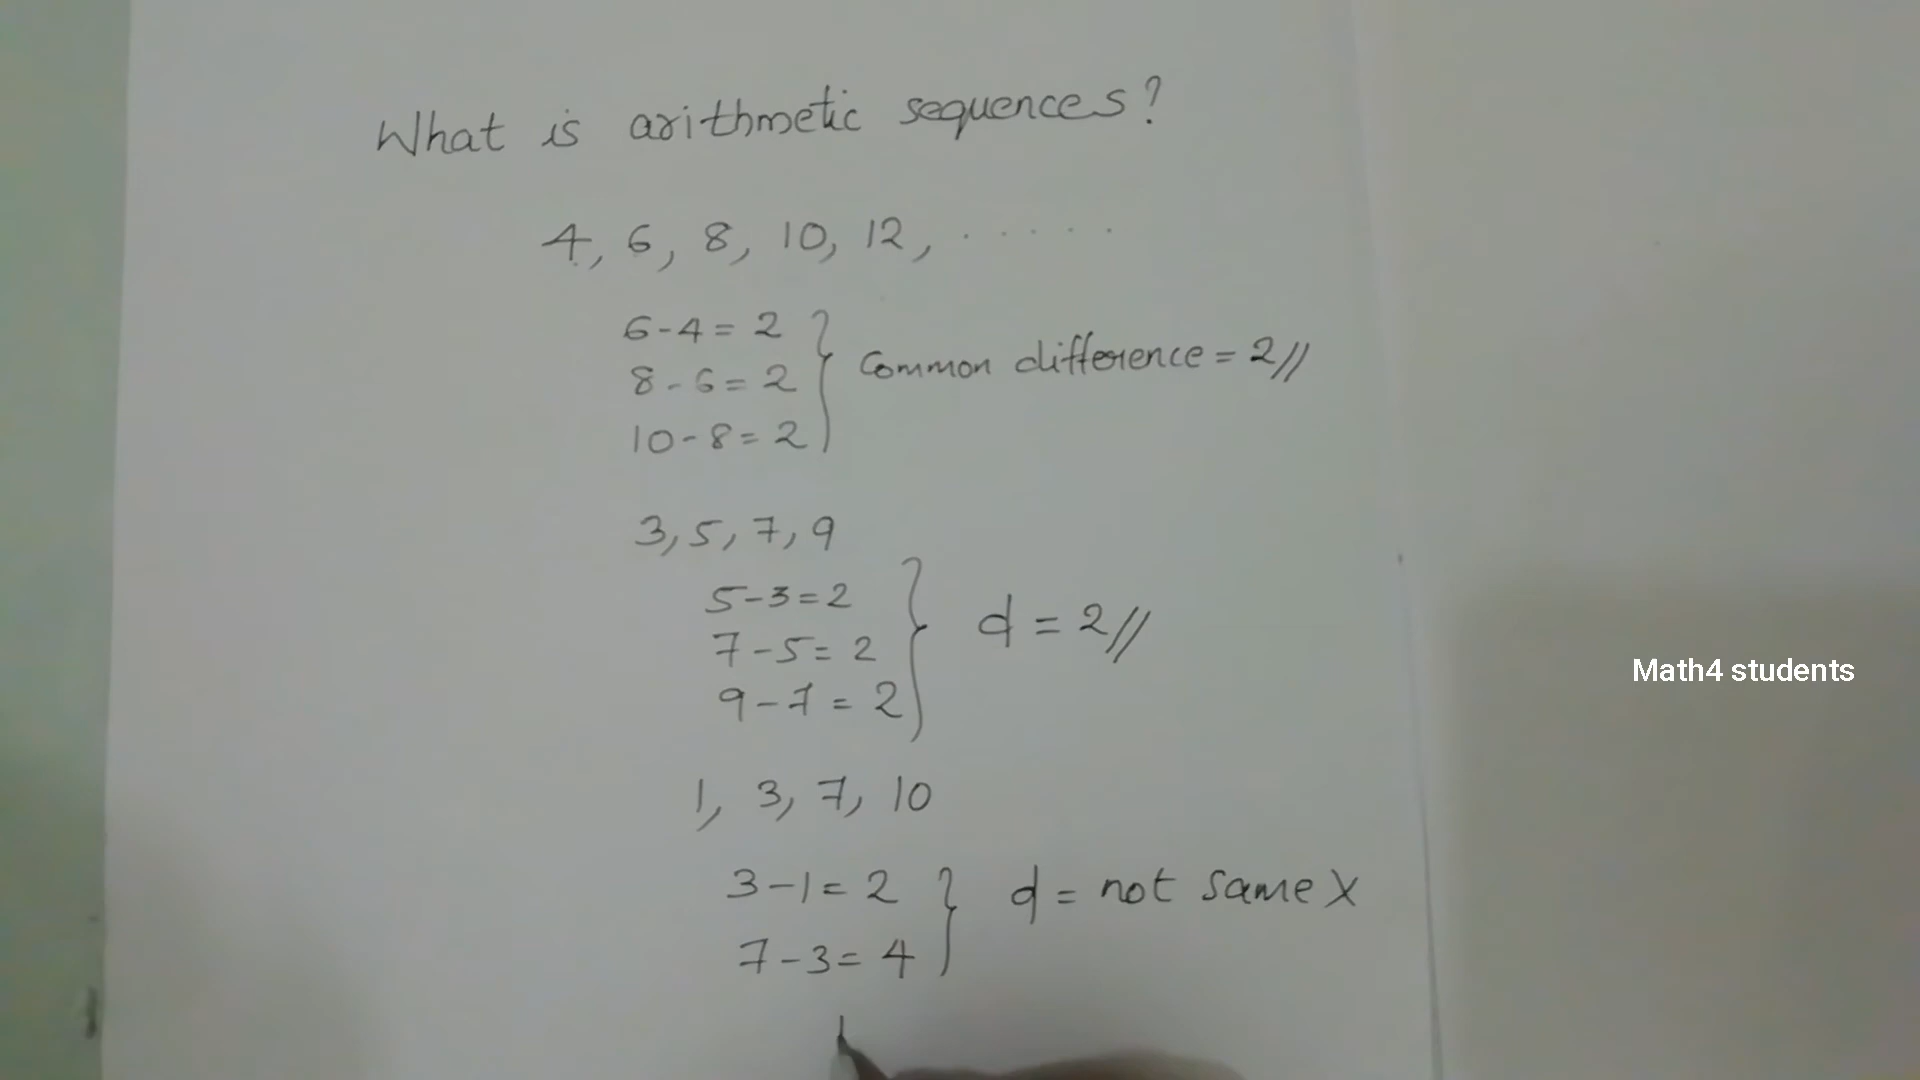 What is arithmetic sequences?
4, 6, 8, 10, 12, .....
6-4=2
8-6=2
10-8=2
Common difference = 2//
3, 5, 7, 9
5-3=2
7-5=2
9-7=2
d = 2//
Math4 students
1, 3, 7, 10
3-1=2
7-3=4
d = not same X